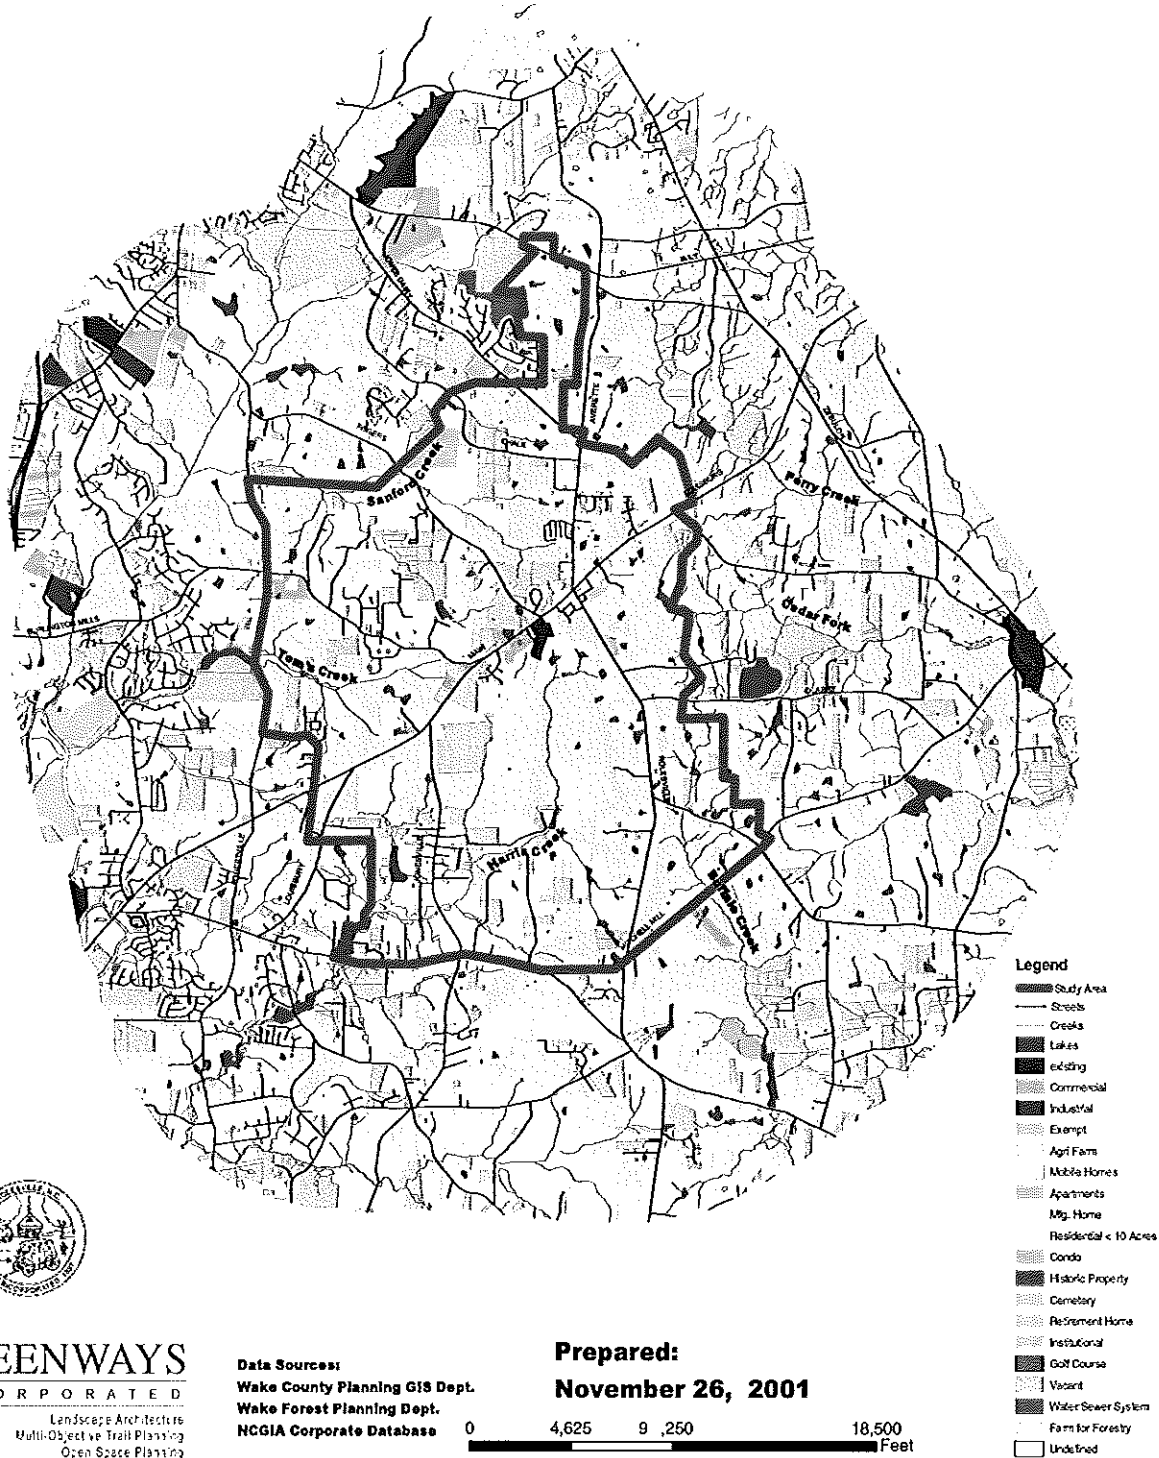 Sanford Creek
Perry Creek
Cedar Fork
Tom's Creek
Harris Creek
Creek
Legend
Study Area
Streets
Creeks
Lakes
existing
Commercial
Industrial
Exempt
Agri Farm
Mobile Homes
Apartments
Mfg. Home
Residential < 10 Acres
Condo
Historic Property
Cemetery
Retirement Home
Institutional
Golf Course
Vacant
Water Sewer System
Farm for Forestry
Undefined
EENWAYS
ORPORATED
Landscape Architecture
Multi-Objective Trail Planning
Open Space Planning
Data Sources:
Wake County Planning GIS Dept.
Wake Forest Planning Dept.
NCGIA Corporate Database
Prepared:
November 26, 2001
0 4,625 9 ,250 18,500
Feet